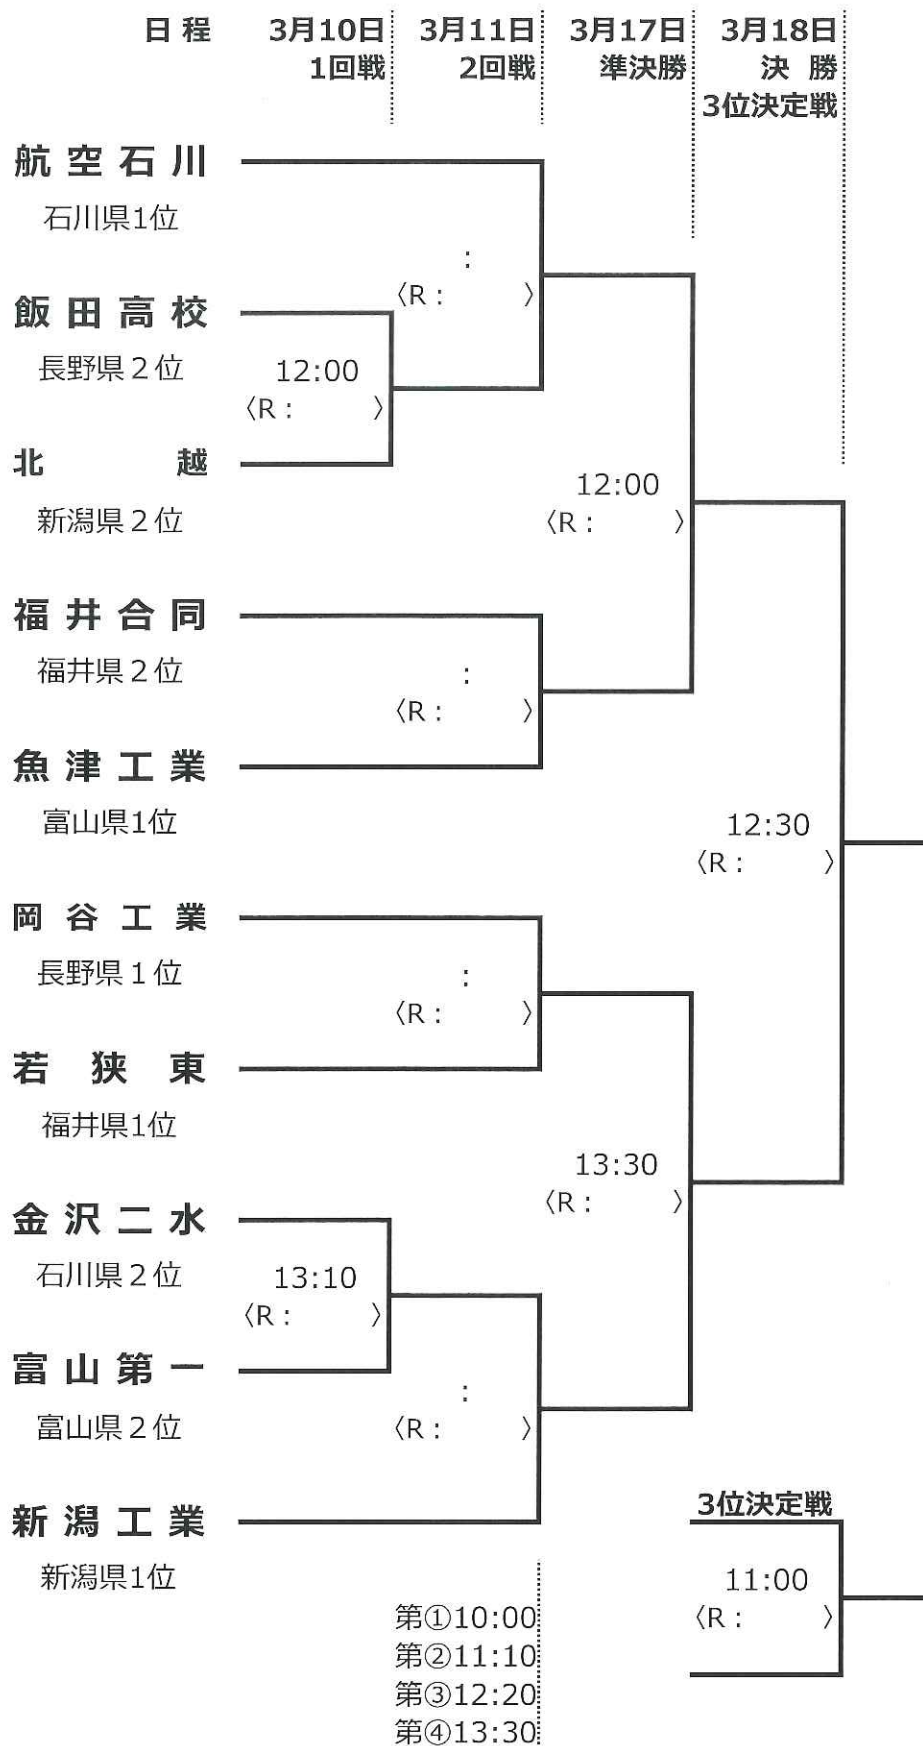 日程 3月10日 3月11日 3月17日 3月18日
1回戦 2回戦 準決勝 決勝
3位決定戦
航空石川
石川県1位
:
〈R: 〉
飯田高校
長野県2位
12:00
〈R: 〉
北越
12:00
新潟県2位
〈R: 〉
福井合同
福井県2位
:
〈R: 〉
魚津工業
富山県1位
12:30
〈R: 〉
岡谷工業
長野県1位
:
〈R: 〉
若狭東
福井県1位
13:30
〈R: 〉
金沢二水
石川県2位
13:10
〈R: 〉
富山第一
:
富山県2位
〈R: 〉
3位決定戦
新潟工業
新潟県1位
11:00
〈R: 〉
第①10:00
第②11:10
第③12:20
第④13:30